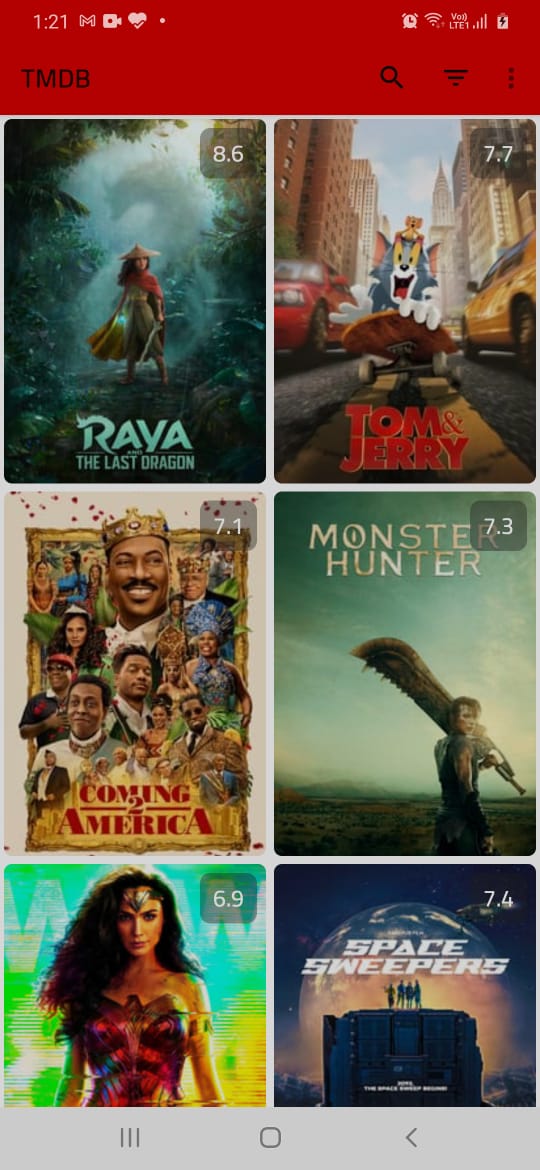 1:21
Vo))
LTE1
TMDB
8.6
7.7
RAYA
AND
THE LAST DRAGON
TOM&
JERRY
7.1
7.3
MONSTER
HUNTER
COMING
2
AMERICA
6.9
7.4
SPACE
SWEEPERS
2092,
THE SPACE SWEEP BEGINS!